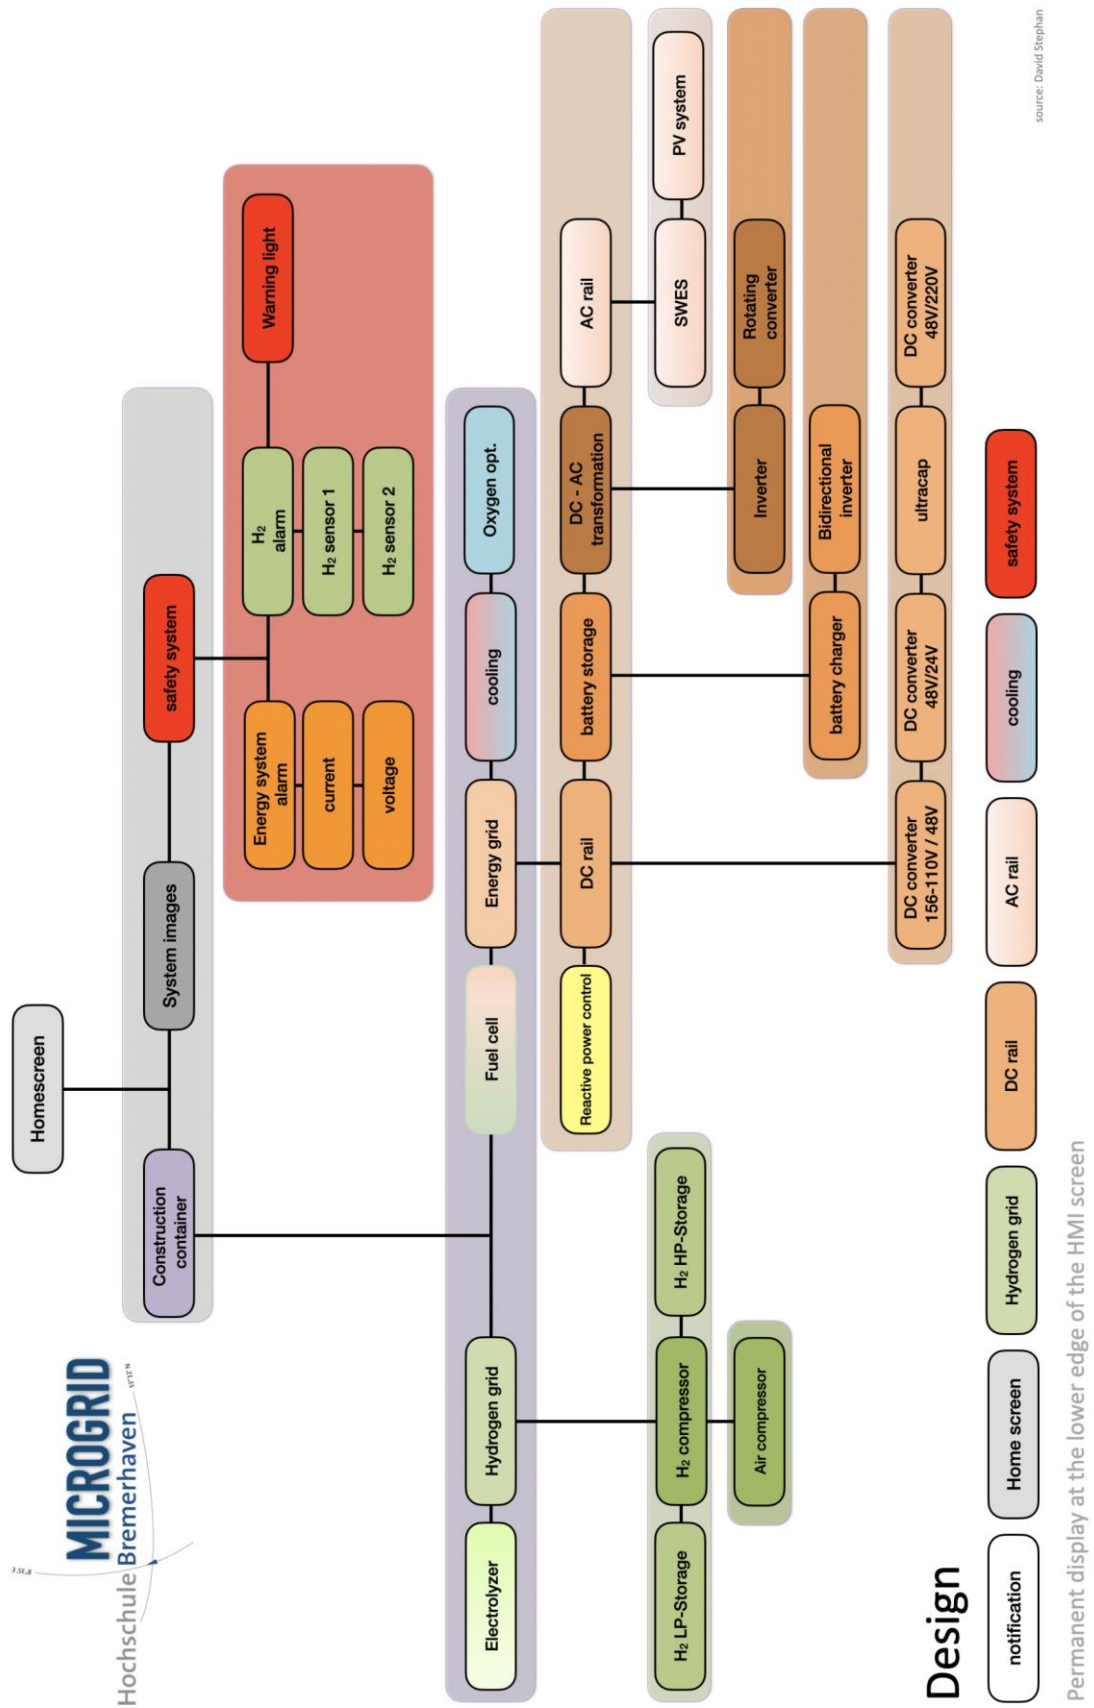 MICROGRID
Hochschule Bremerhaven
Homescreen
Construction
container
System images
safety system
Energy system
alarm
current
voltage
H₂
alarm
H₂ sensor 1
H₂ sensor 2
Warning light
Electrolyzer
Hydrogen grid
Fuel cell
Energy grid
cooling
Oxygen opt.
Reactive power control
DC rail
battery storage
DC - AC
transformation
AC rail
H₂ LP-Storage
H₂ compressor
H₂ HP-Storage
SWES
PV system
Air compressor
Inverter
Rotating
converter
battery charger
Bidirectional
inverter
DC converter
156-110V / 48V
DC converter
48V/24V
ultracap
DC converter
48V/220V
Design
notification
Home screen
Hydrogen grid
DC rail
AC rail
cooling
safety system
source: David Stephan
Permanent display at the lower edge of the HMI screen